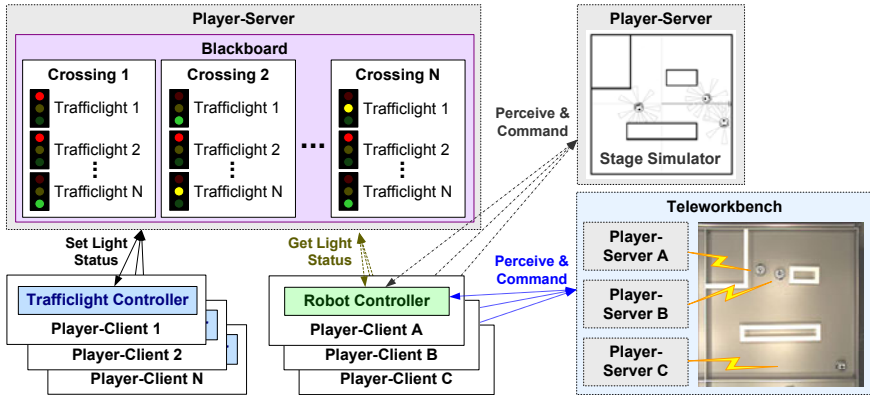 Player-Server
Blackboard
Crossing 1
Trafficlight 1
Trafficlight 2
Trafficlight N
Crossing 2
Trafficlight 1
Trafficlight 2
Trafficlight N
...
Crossing N
Trafficlight 1
Trafficlight 2
Trafficlight N
Player-Server
Stage Simulator
Perceive &
Command
Set Light
Status
Get Light
Status
Perceive &
Command
Trafficlight Controller
Player-Client 1
Player-Client 2
Player-Client N
Robot Controller
Player-Client A
Player-Client B
Player-Client C
Teleworkbench
Player-
Server A
Player-
Server B
Player-
Server C